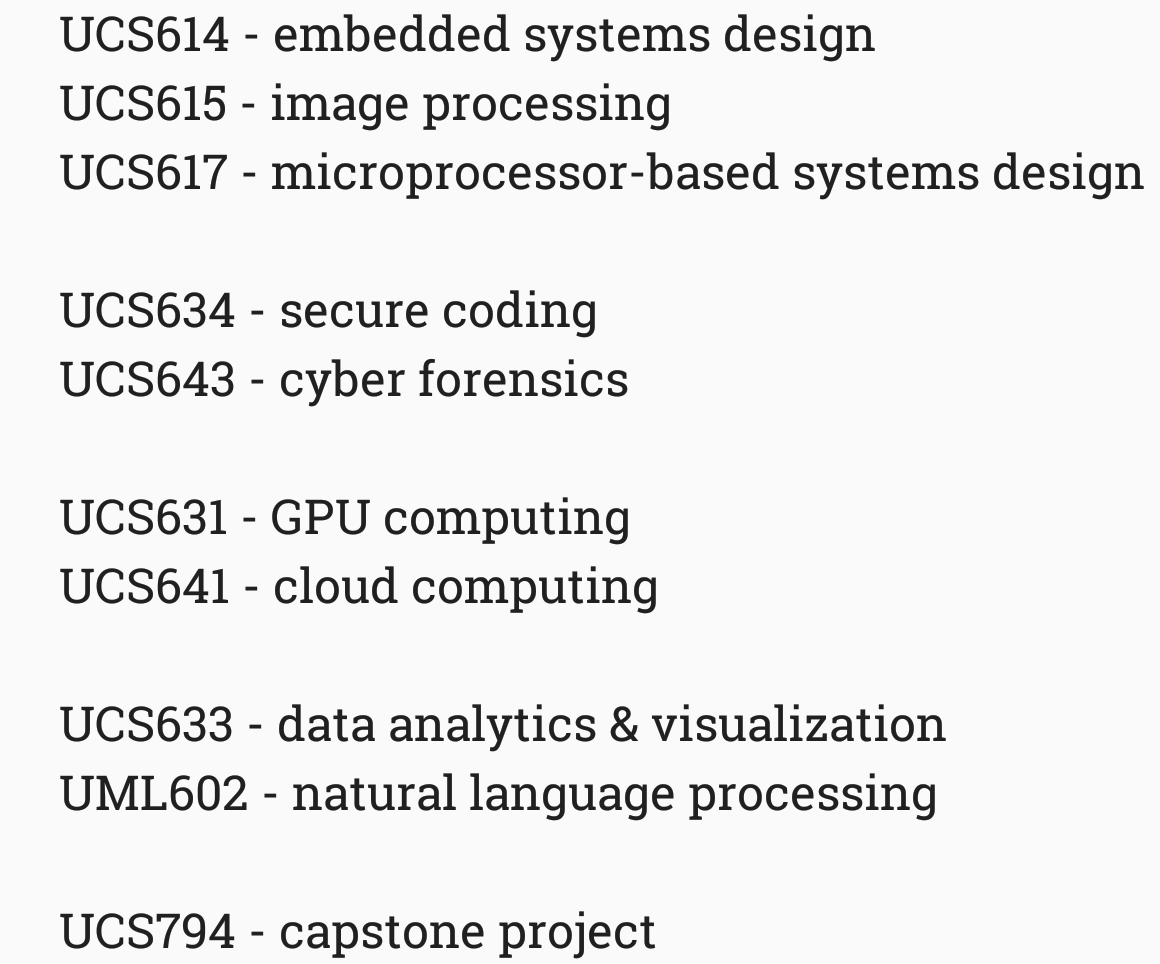 UCS614 - embedded systems design
UCS615 - image processing
UCS617 - microprocessor-based systems design
UCS634 - secure coding
UCS643 - cyber forensics
UCS631 - GPU computing
UCS641 - cloud computing
UCS633 - data analytics & visualization
UML602 - natural language processing
UCS794 - capstone project